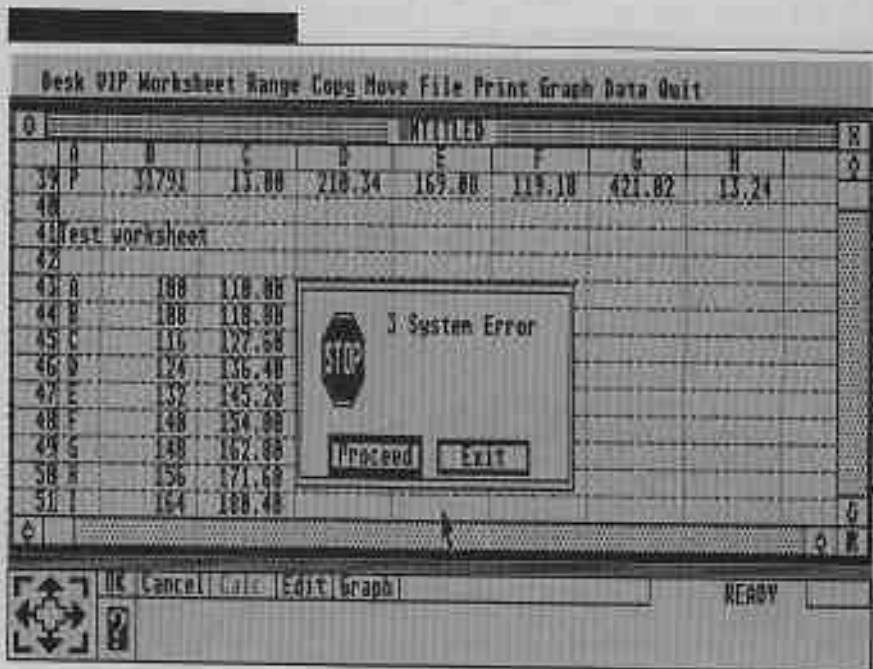 Desk VIP Worksheet Range Copy Move File Print Graph Data Quit
UNTITLED
A B C D E F G H
39 P 31791 13.00 210.34 169.00 119.18 421.02 13.24
40
41 Test worksheet
42
43 A 100 110.00
44 B 108 118.80
45 C 116 127.60
46 D 124 136.40
47 E 132 145.20
48 F 140 154.00
49 G 148 162.80
50 H 156 171.60
51 I 164 180.40
3 System Error
STOP
Proceed Exit
OK Cancel Calc Edit Graph
READY
?